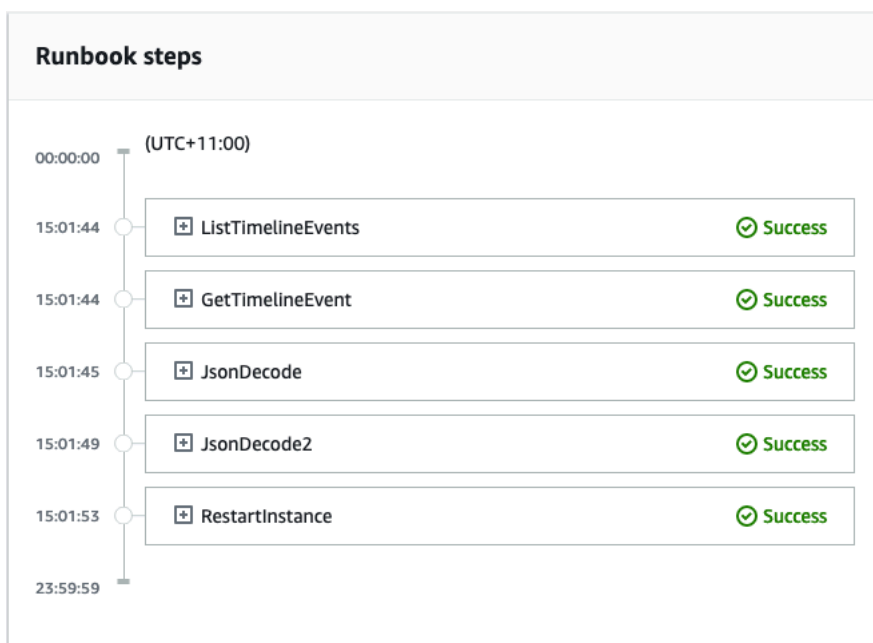 Runbook steps
(UTC+11:00)
00:00:00
15:01:44 ListTimelineEvents Success
15:01:44 GetTimelineEvent Success
15:01:45 JsonDecode Success
15:01:49 JsonDecode2 Success
15:01:53 RestartInstance Success
23:59:59